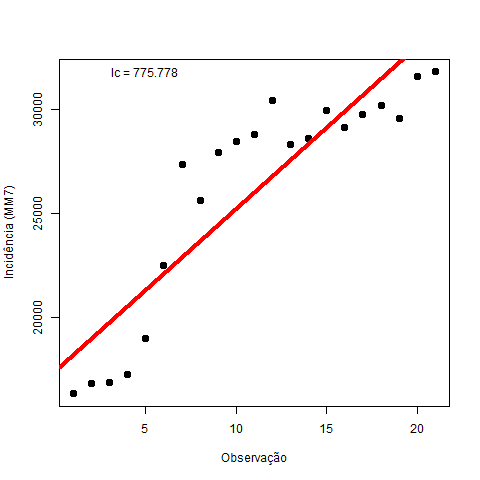 Ic = 775.778
30000
25000
20000
Incidência (MM7)
5
10
15
20
Observação